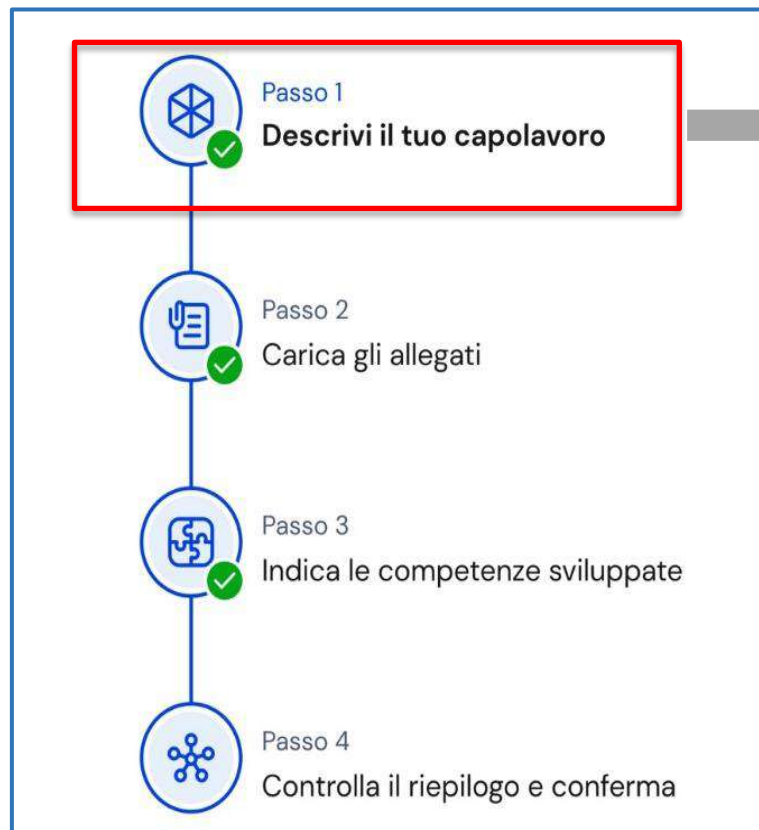 Passo 1
Descrivi il tuo capolavoro
Passo 2
Carica gli allegati
Passo 3
Indica le competenze sviluppate
Passo 4
Controlla il riepilogo e conferma